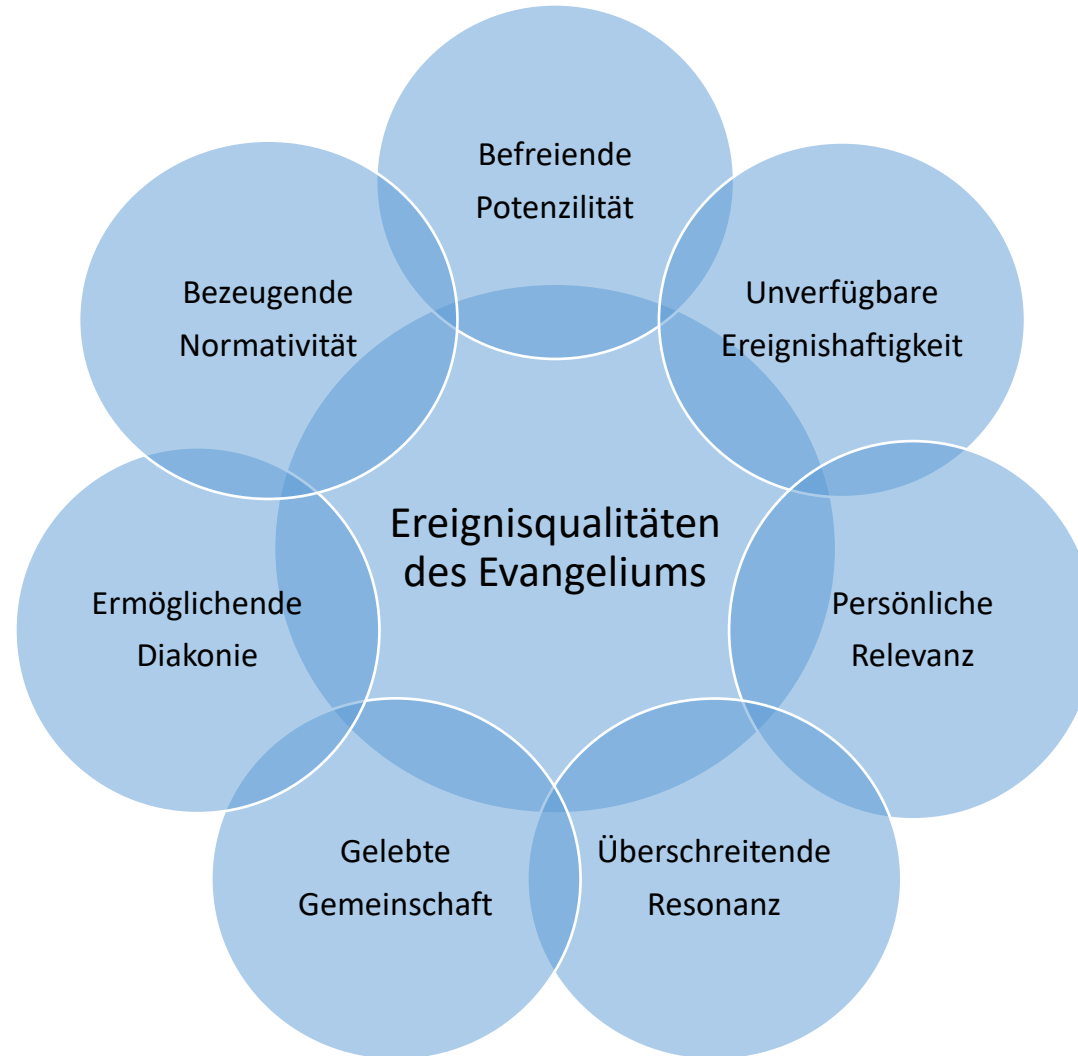 Befreiende
Potenzilität
Unverfügbare
Ereignishaftigkeit
Persönliche
Relevanz
Überschreitende
Resonanz
Gelebte
Gemeinschaft
Ermöglichende
Diakonie
Bezeugende
Normativität
Ereignisqualitäten
des Evangeliums